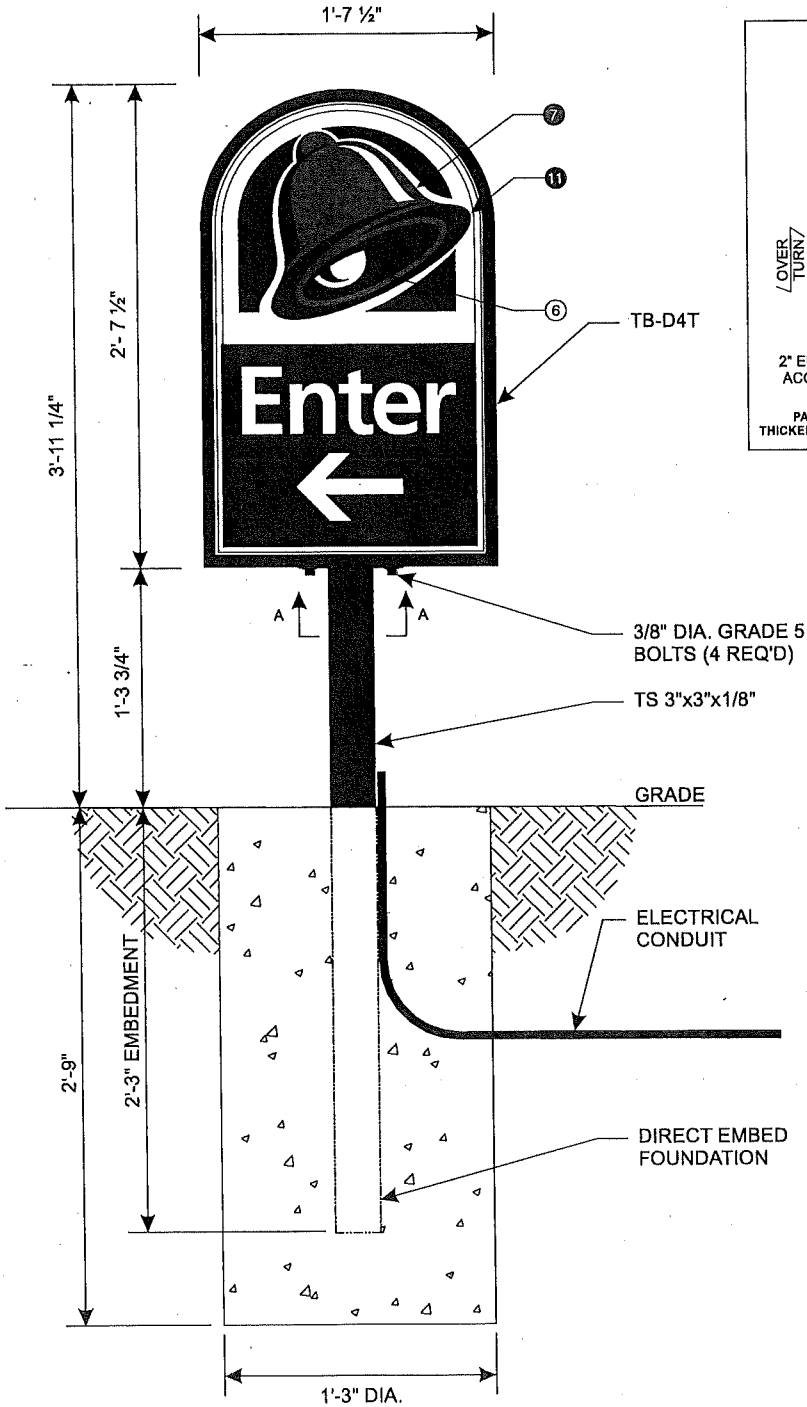 1'-7 ½"
7
11
6
TB-D4T
3'-11 1/4"
2'- 7 ½"
Enter
1'-3 3/4"
A
A
3/8" DIA. GRADE 5
BOLTS (4 REQ'D)
TS 3"x3"x1/8"
GRADE
ELECTRICAL
CONDUIT
2'-9"
2'-3" EMBEDMENT
DIRECT EMBED
FOUNDATION
1'-3" DIA.
OVER
TURN
2" E
ACC
PA
THICKE